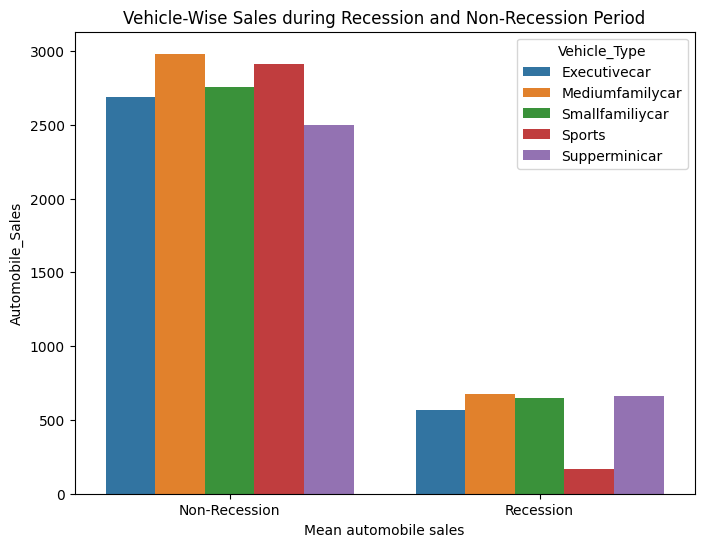 Vehicle-Wise Sales during Recession and Non-Recession Period
Vehicle_Type
Executivecar
Mediumfamilycar
Smallfamiliycar
Sports
Supperminicar
Automobile_Sales
3000
2500
2000
1500
1000
500
0
Non-Recession
Recession
Mean automobile sales